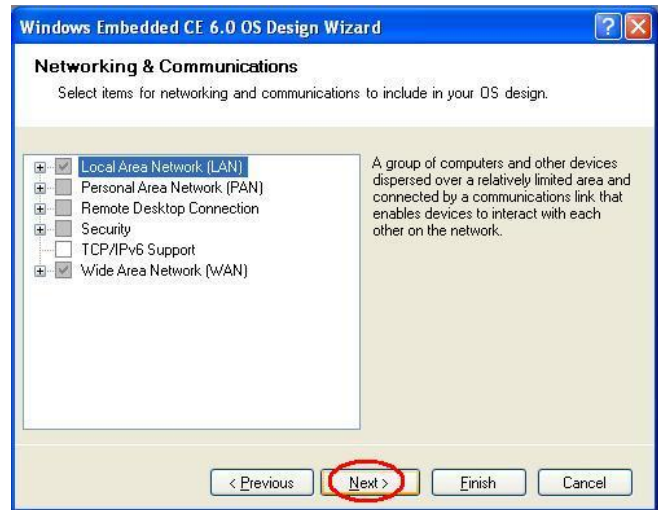 Windows Embedded CE 6.0 OS Design Wizard
Networking & Communications
Select items for networking and communications to include in your OS design.
Local Area Network (LAN)
Personal Area Network (PAN)
Remote Desktop Connection
Security
TCP/IPv6 Support
Wide Area Network (WAN)
A group of computers and other devices
dispersed over a relatively limited area and
connected by a communications link that
enables devices to interact with each
other on the network.
< Previous
Next >
Finish
Cancel